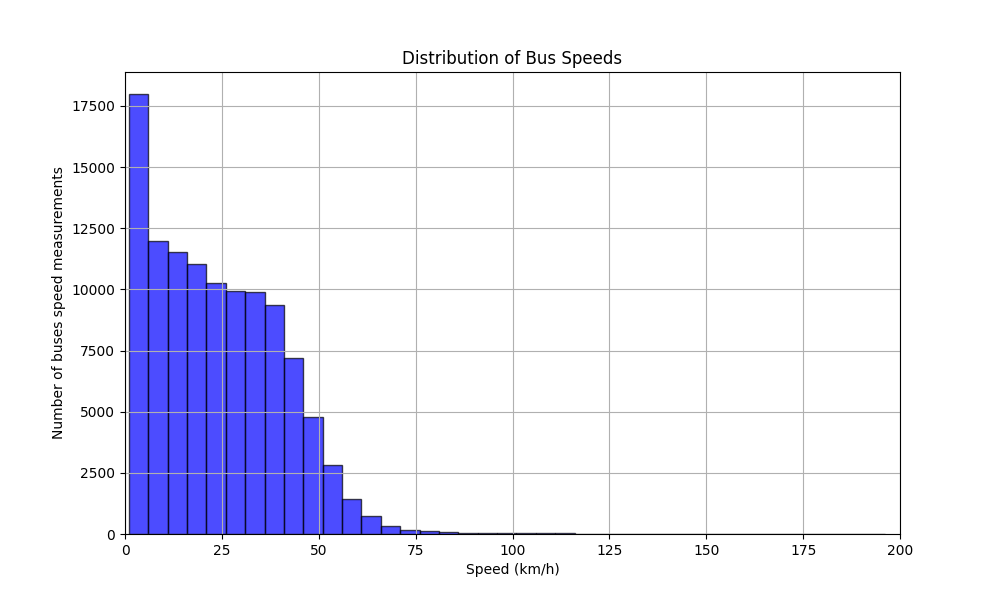 Distribution of Bus Speeds
17500
15000
12500
10000
7500
5000
2500
0
Number of buses speed measurements
0 25 50 75 100 125 150 175 200
Speed (km/h)